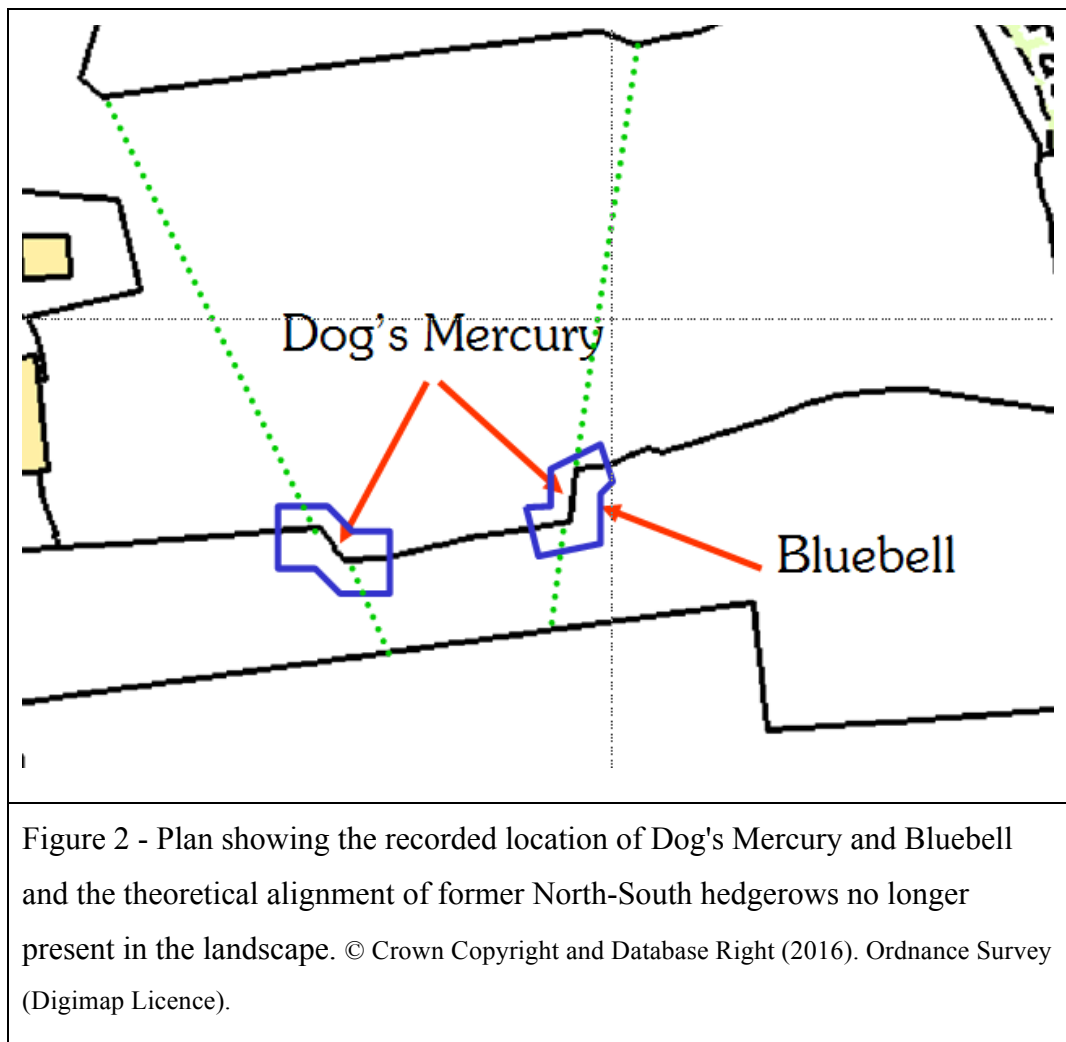 Dog's Mercury
Bluebell
Figure 2 - Plan showing the recorded location of Dog's Mercury and Bluebell
and the theoretical alignment of former North-South hedgerows no longer
present in the landscape. © Crown Copyright and Database Right (2016). Ordnance Survey
(Digimap Licence).